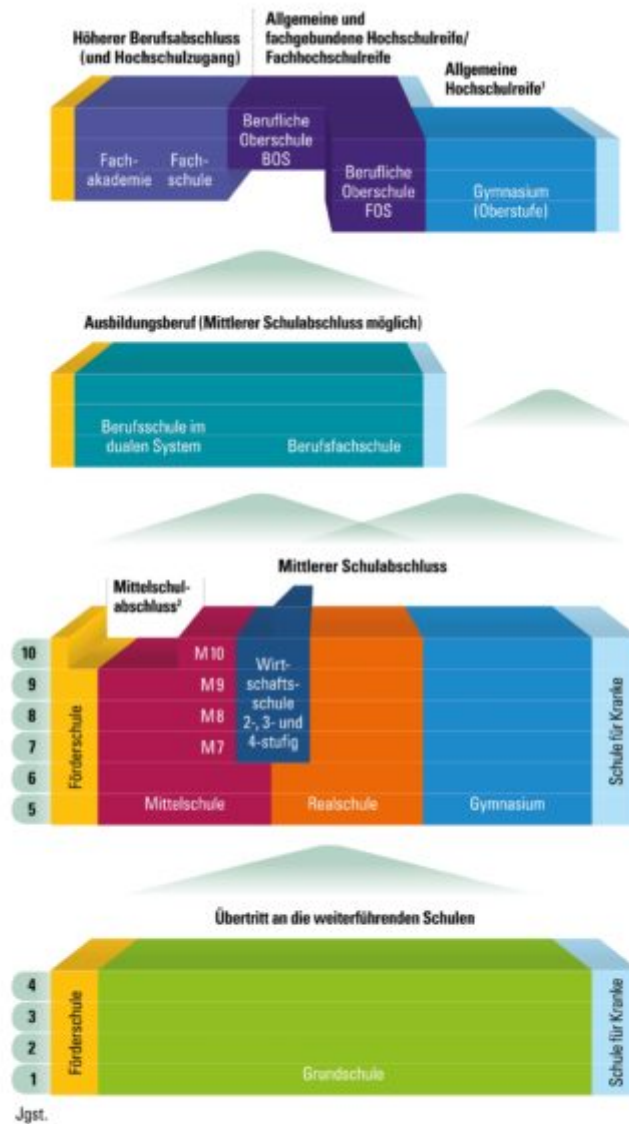 Höherer Berufsabschluss
(und Hochschulzugang)
Allgemeine und
fachgebundene Hochschulreife/
Fachhochschulreife
Allgemeine
Hochschulreife¹
Fach-
akademie
Fach-
schule
Berufliche
Oberschule
BOS
Berufliche
Oberschule
FOS
Gymnasium
(Oberstufe)
Ausbildungsberuf (Mittlerer Schulabschluss möglich)
Berufsschule im
dualen System
Berufsfachschule
Mittlerer Schulabschluss
Mittelschul-
abschluss²
10
9
8
7
6
5
Förderschule
M10
M9
M8
M7
Mittelschule
Wirt-
schafts-
schule
2-, 3- und
4-stufig
Realschule
Gymnasium
Schule für Kranke
Übertritt an die weiterführenden Schulen
4
3
2
1
Jgst.
Förderschule
Grundschule
Schule für Kranke